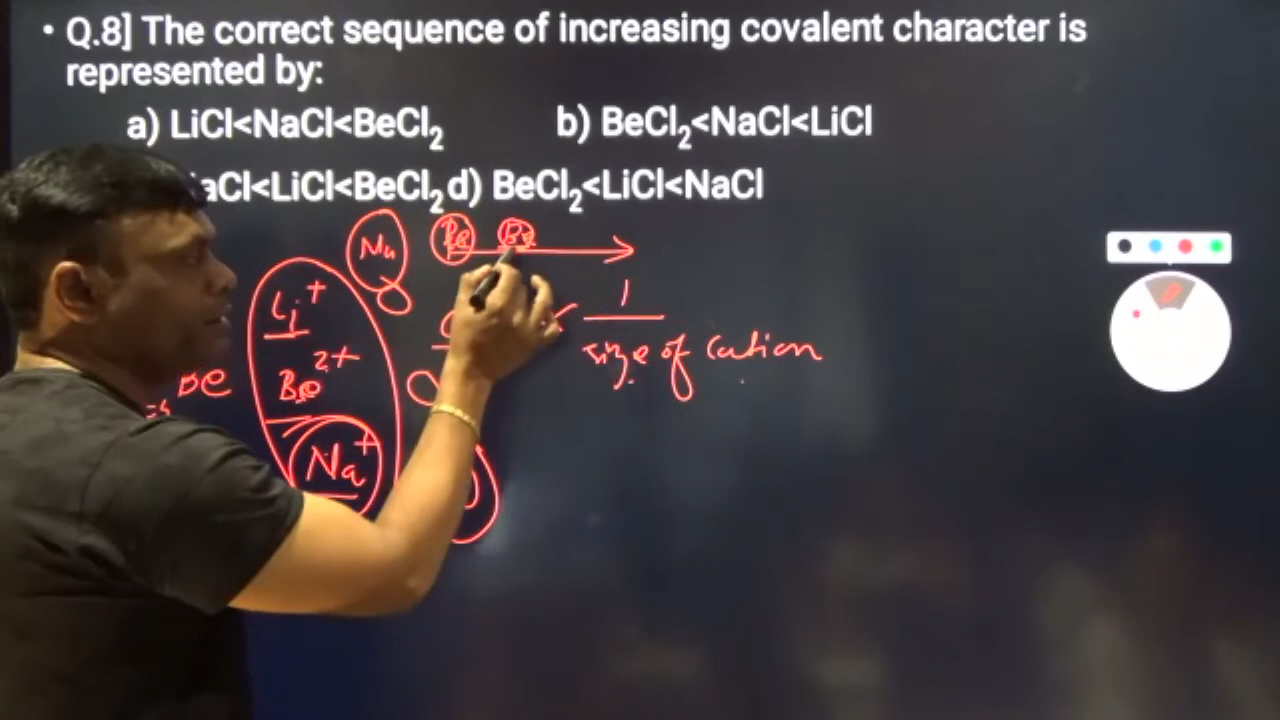 • Q.8] The correct sequence of increasing covalent character is
represented by:
a) LiCl<NaCl<BeCl₂ b) BeCl₂<NaCl<LiCl
aCl<LiCl<BeCl₂ d) BeCl₂<LiCl<NaCl
Na Be
Li⁺ 1
Be Be²⁺ size of cation
Na⁺